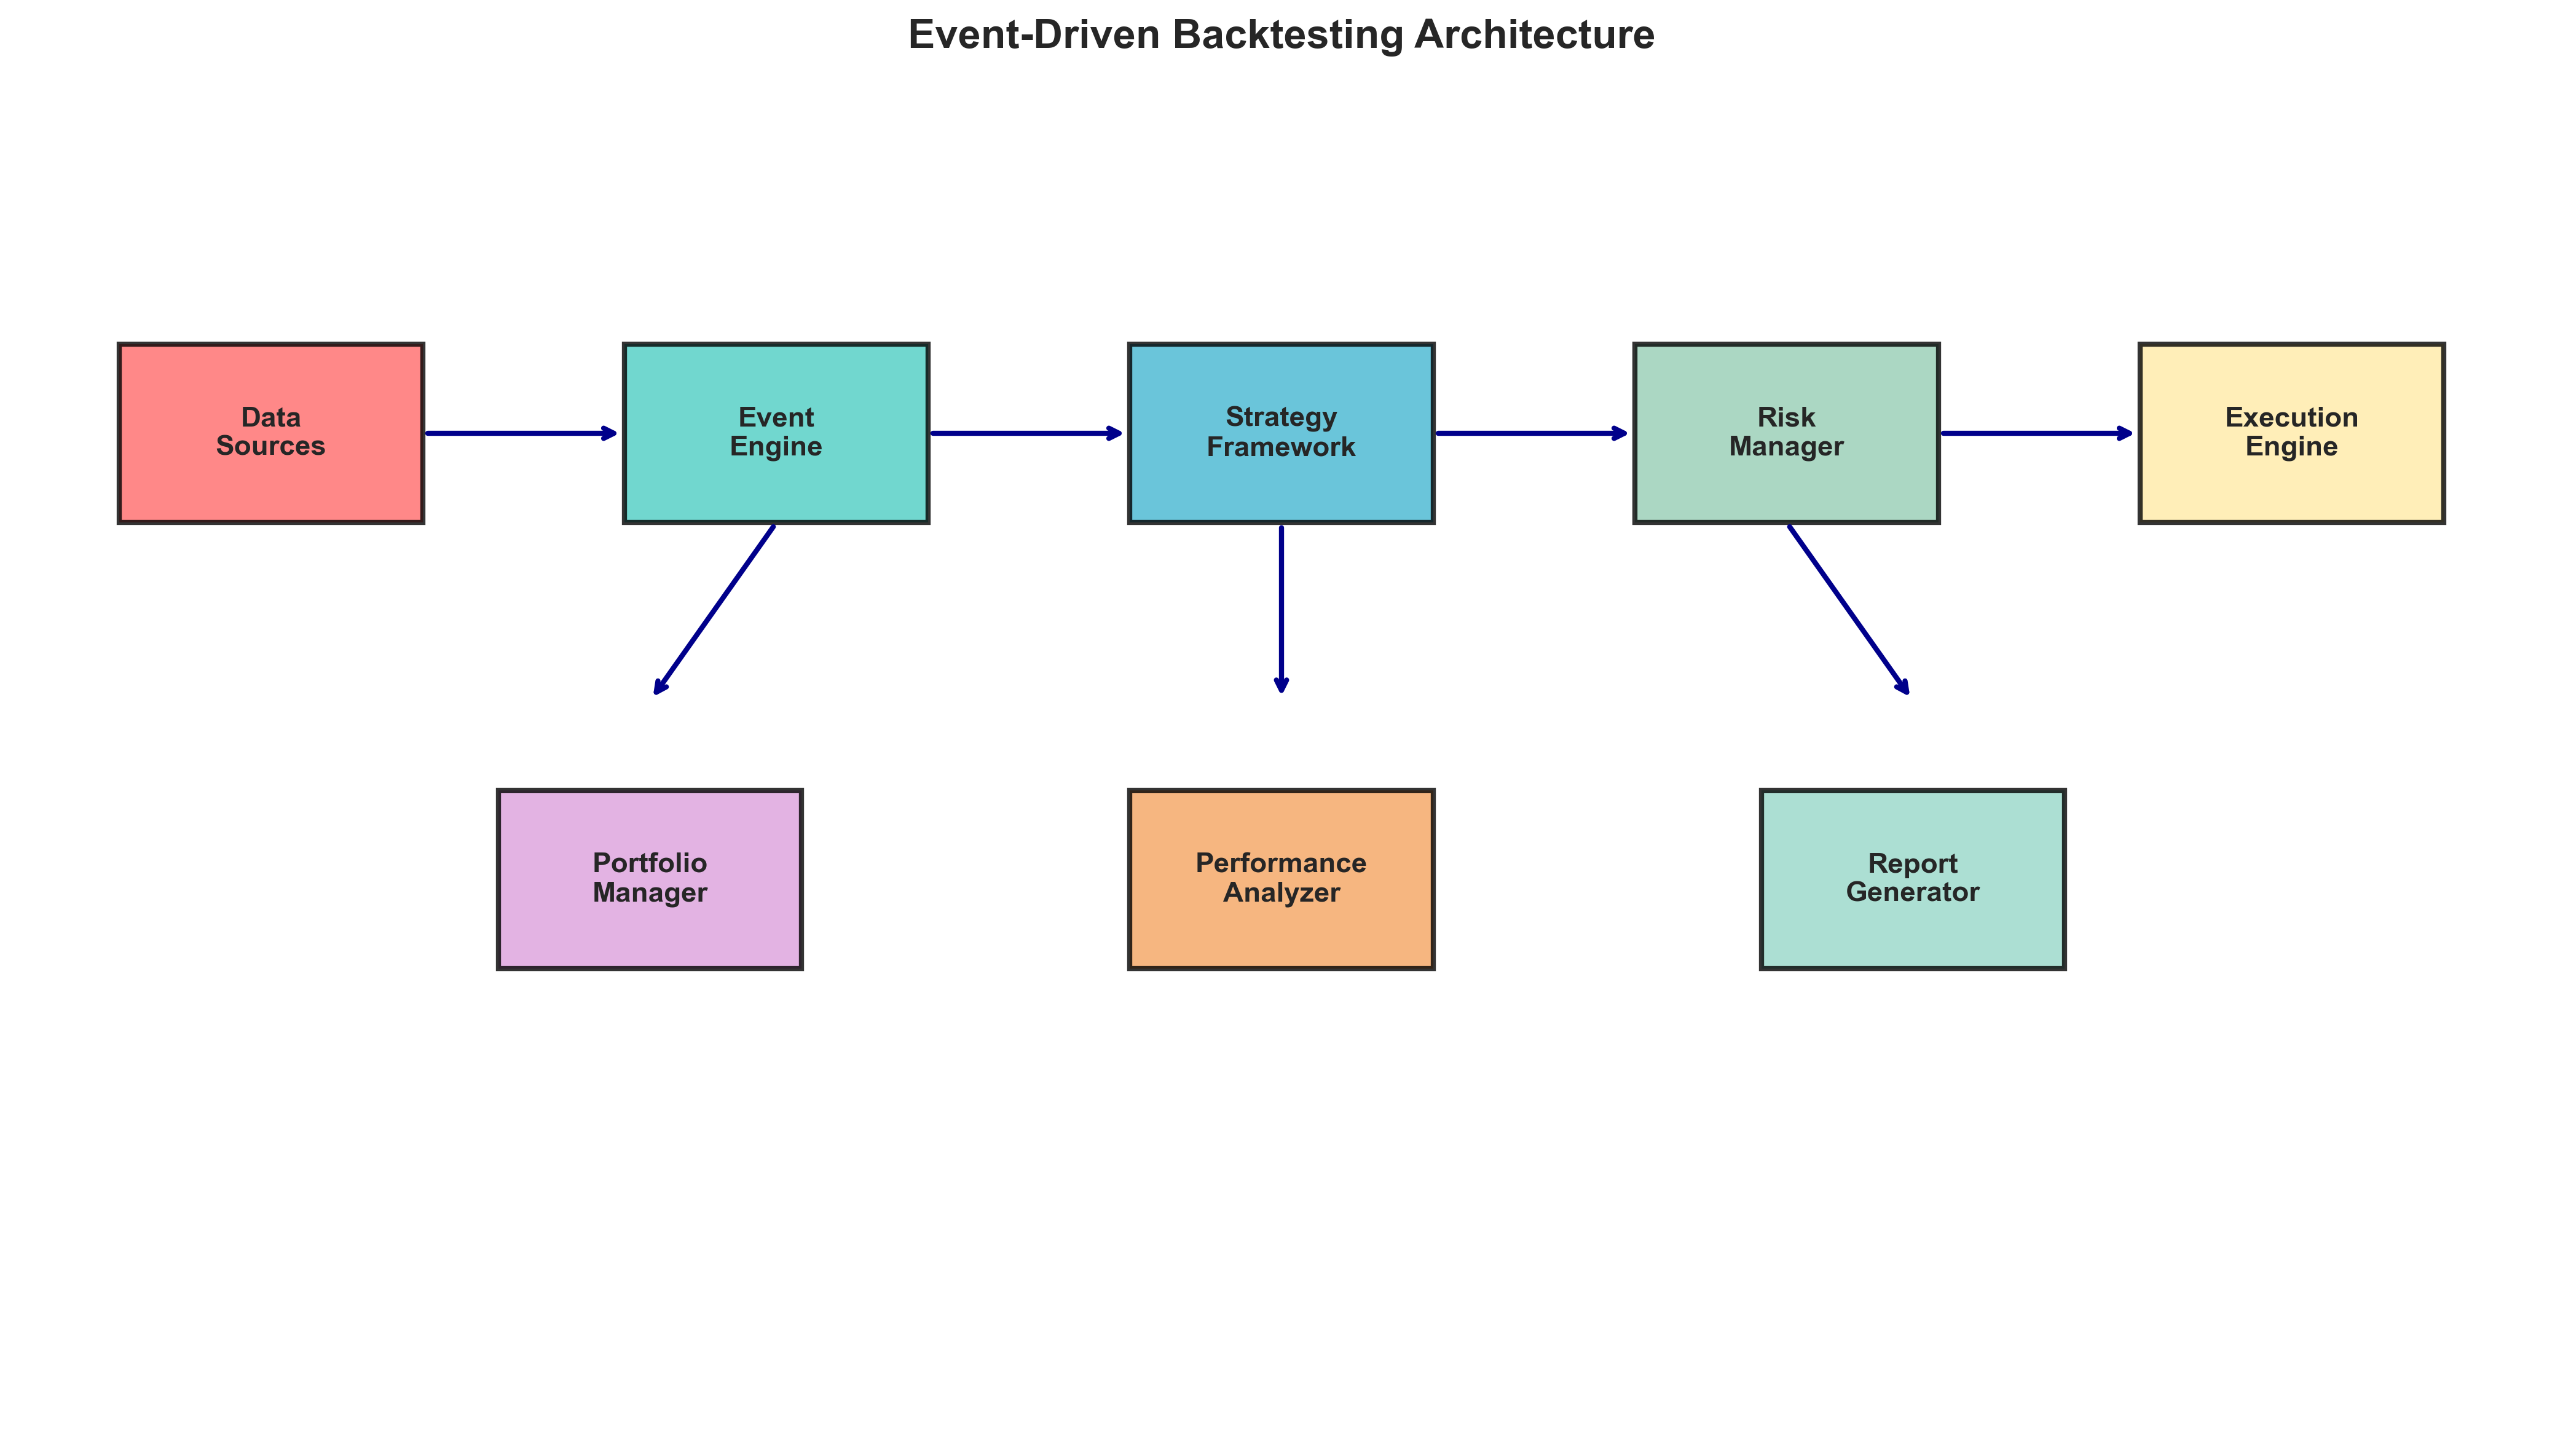 Event-Driven Backtesting Architecture
Data
Sources
Event
Engine
Strategy
Framework
Risk
Manager
Execution
Engine
Portfolio
Manager
Performance
Analyzer
Report
Generator